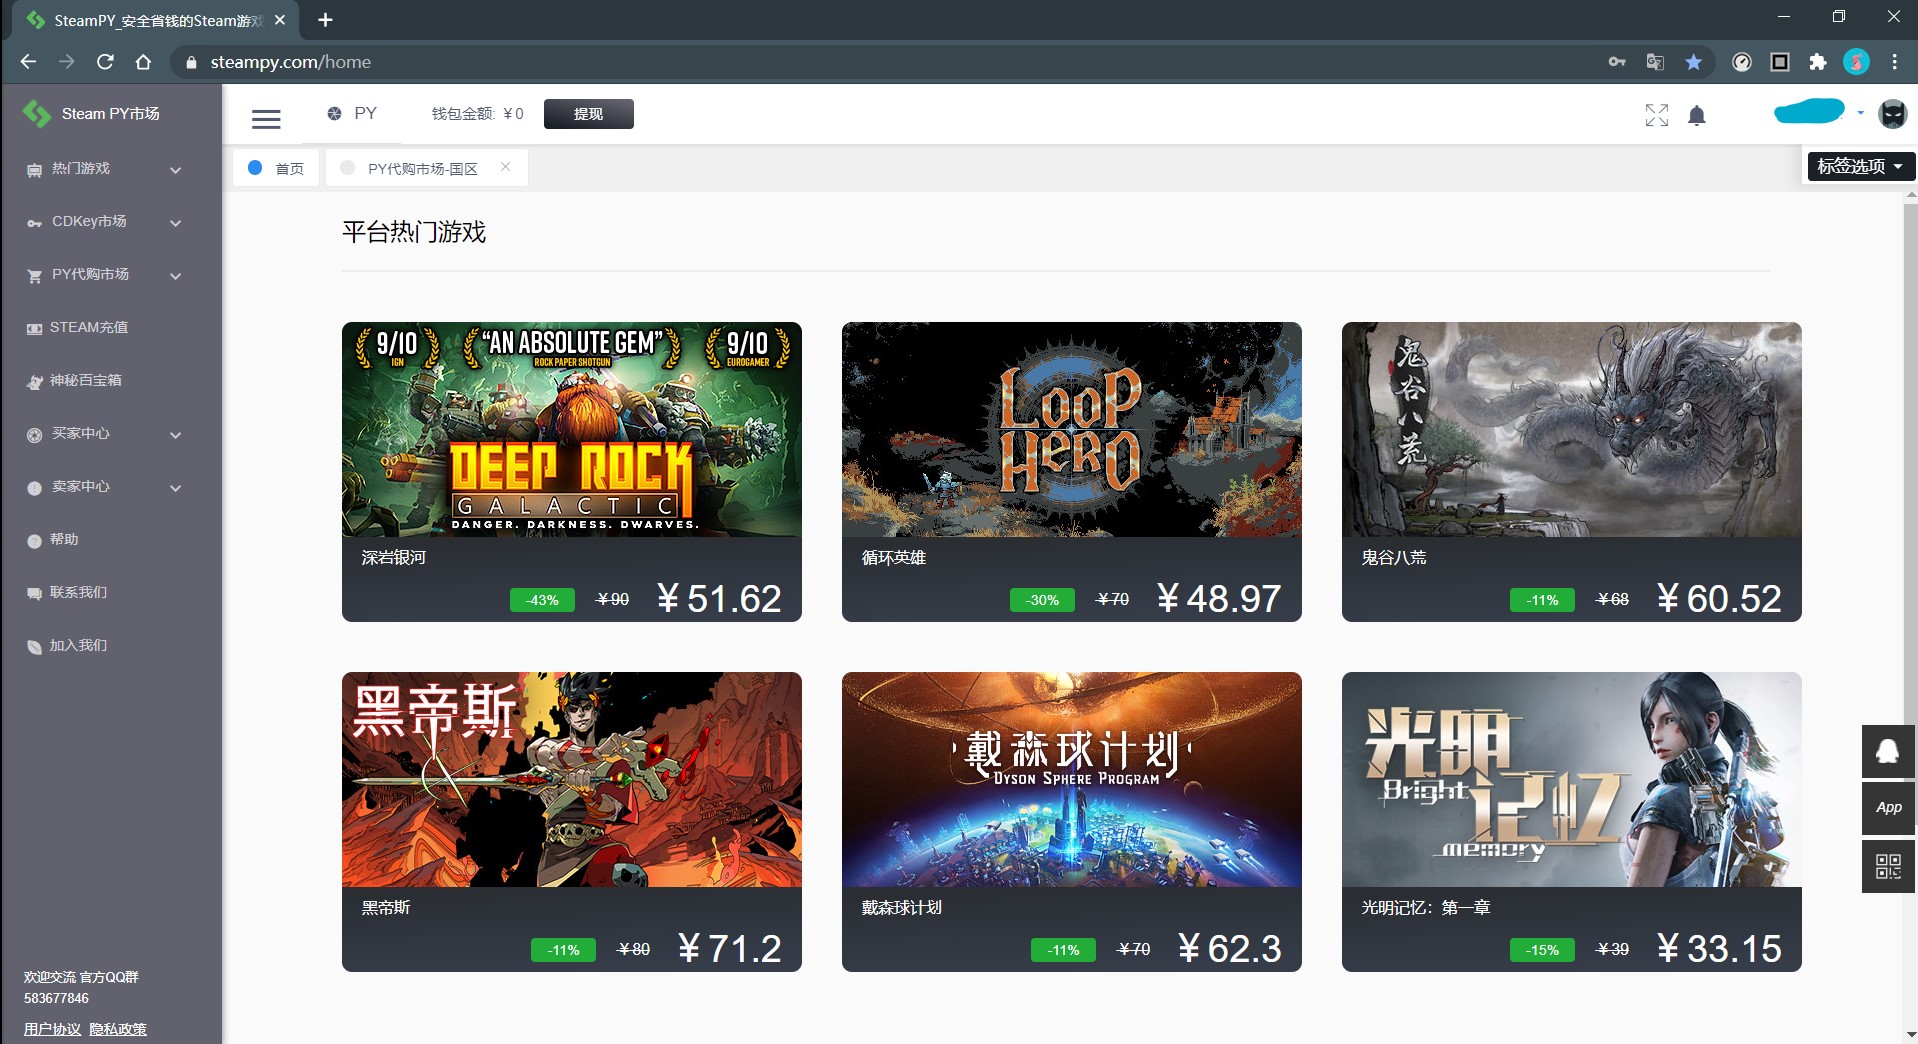 SteamPY_安全省钱的Steam游戏
steampy.com/home
Steam PY市场
PY
钱包金额: ¥ 0
提现
首页
PY代购市场-国区
标签选项
热门游戏
CDKey市场
PY代购市场
STEAM充值
神秘百宝箱
买家中心
卖家中心
帮助
联系我们
加入我们
欢迎交流 官方QQ群
583677846
用户协议 隐私政策
平台热门游戏
9/10
IGN
"AN ABSOLUTE GEM"
ROCK PAPER SHOTGUN
9/10
EUROGAMER
DEEP ROCK
GALACTIC
DANGER. DARKNESS. DWARVES.
深岩银河
-43% ¥ 90 ¥ 51.62
LOOP
HERO
循环英雄
-30% ¥ 70 ¥ 48.97
鬼谷八荒
鬼谷八荒
-11% ¥ 68 ¥ 60.52
黑帝斯
黑帝斯
-11% ¥ 80 ¥ 71.2
戴森球计划
DYSON SPHERE PROGRAM
戴森球计划
-11% ¥ 70 ¥ 62.3
光明
Bright
记忆
memory
光明记忆：第一章
-15% ¥ 39 ¥ 33.15
App